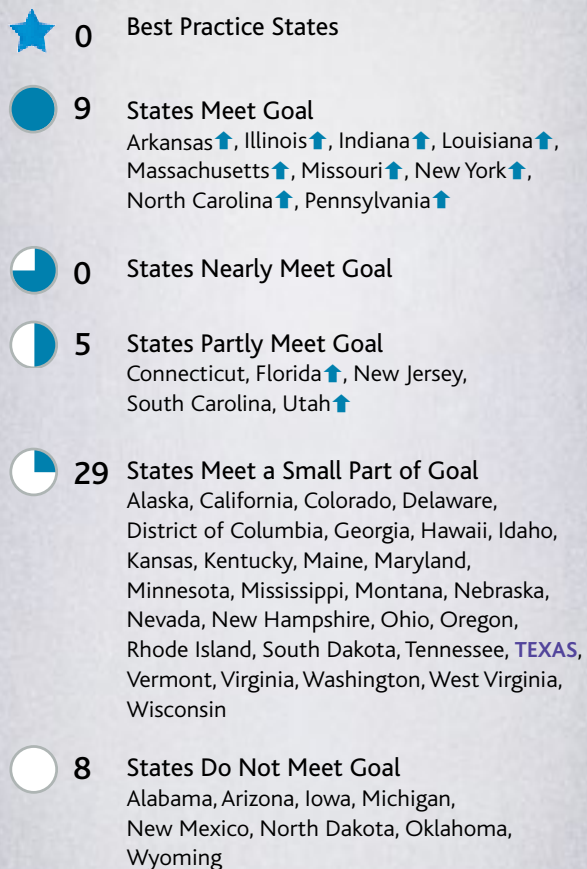 0 Best Practice States
9 States Meet Goal
Arkansas⬆, Illinois⬆, Indiana⬆, Louisiana⬆,
Massachusetts⬆, Missouri⬆, New York⬆,
North Carolina⬆, Pennsylvania⬆
0 States Nearly Meet Goal
5 States Partly Meet Goal
Connecticut, Florida⬆, New Jersey,
South Carolina, Utah⬆
29 States Meet a Small Part of Goal
Alaska, California, Colorado, Delaware,
District of Columbia, Georgia, Hawaii, Idaho,
Kansas, Kentucky, Maine, Maryland,
Minnesota, Mississippi, Montana, Nebraska,
Nevada, New Hampshire, Ohio, Oregon,
Rhode Island, South Dakota, Tennessee, TEXAS,
Vermont, Virginia, Washington, West Virginia,
Wisconsin
8 States Do Not Meet Goal
Alabama, Arizona, Iowa, Michigan,
New Mexico, North Dakota, Oklahoma,
Wyoming